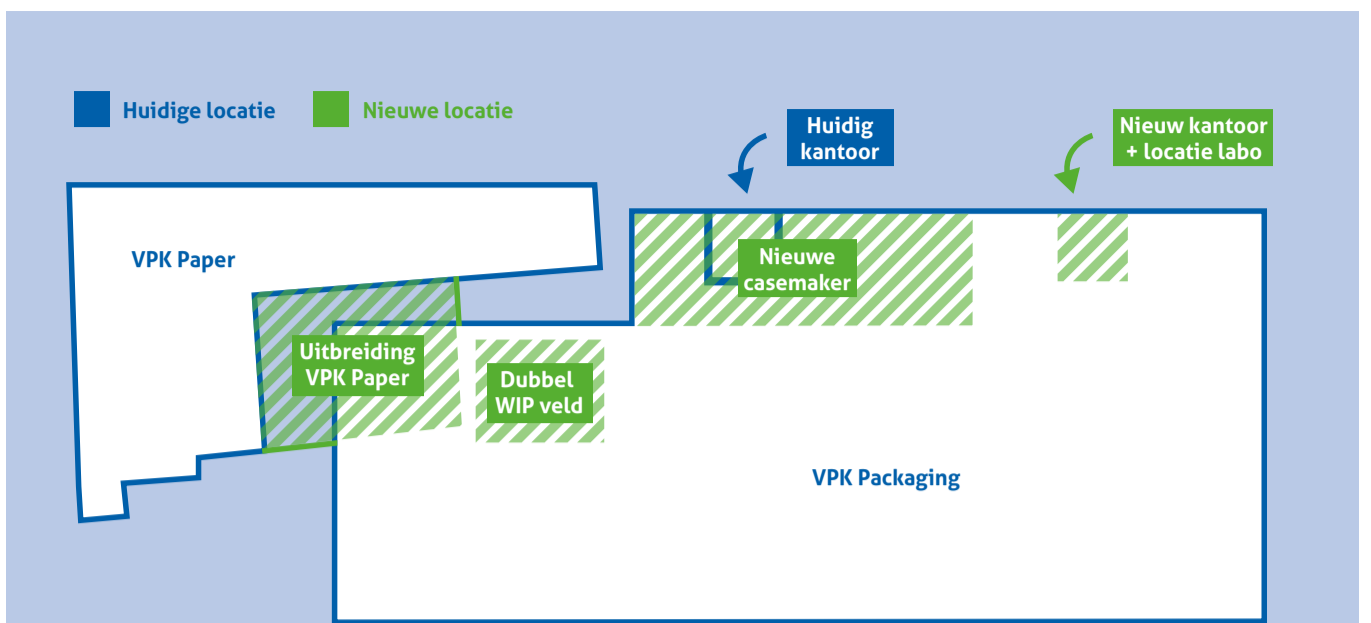 Huidige locatie
Nieuwe locatie
Huidig
kantoor
Nieuw kantoor
+ locatie labo
VPK Paper
Nieuwe
casemaker
Uitbreiding
VPK Paper
Dubbel
WIP veld
VPK Packaging